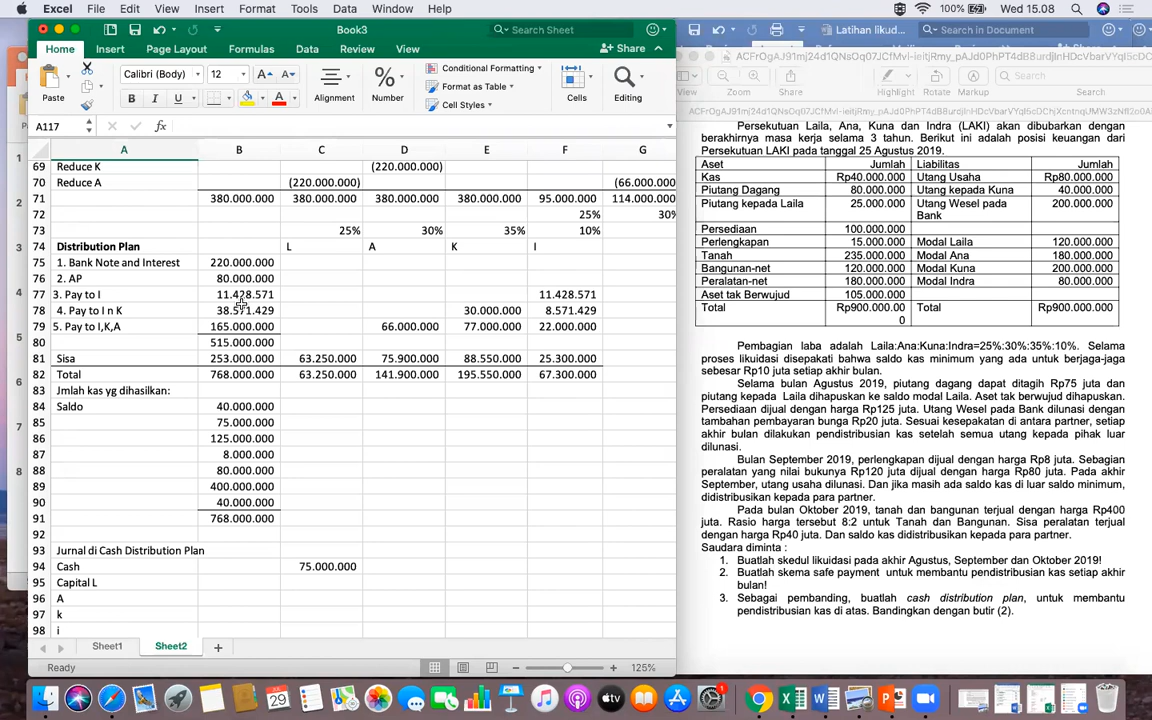 Excel File Edit View Insert Format Tools Data Window Help 100% Wed 15.08
Book3 Search Sheet
Home Insert Page Layout Formulas Data Review View Share
Paste Calibri (Body) 12 A A B I U A Alignment % Number Conditional Formatting Format as Table Cell Styles Cells Editing
A117 fx
A B C D E F G
69 Reduce K (220.000.000)
70 Reduce A (220.000.000) (66.000.000
71 380.000.000 380.000.000 380.000.000 380.000.000 95.000.000 114.000.000
72 25% 30%
73 25% 30% 35% 10%
74 Distribution Plan L A K I
75 1. Bank Note and Interest 220.000.000
76 2. AP 80.000.000
77 3. Pay to I 11.428.571 11.428.571
78 4. Pay to I n K 38.571.429 30.000.000 8.571.429
79 5. Pay to I,K,A 165.000.000 66.000.000 77.000.000 22.000.000
80 515.000.000
81 Sisa 253.000.000 63.250.000 75.900.000 88.550.000 25.300.000
82 Total 768.000.000 63.250.000 141.900.000 195.550.000 67.300.000
83 Jmlah kas yg dihasilkan:
84 Saldo 40.000.000
85 75.000.000
86 125.000.000
87 8.000.000
88 80.000.000
89 400.000.000
90 40.000.000
91 768.000.000
92
93 Jurnal di Cash Distribution Plan
94 Cash 75.000.000
95 Capital L
96 A
97 k
98 i
Sheet1 Sheet2 +
Ready 125%
1
2
3
4
5
6
7
8
Latihan likud... Search in Document
View Zoom Share Highlight Rotate Markup Search
Persekutuan Laila, Ana, Kuna dan Indra (LAKI) akan dibubarkan dengan
berakhirnya masa kerja selama 3 tahun. Berikut ini adalah posisi keuangan dari
Persekutuan LAKI pada tanggal 25 Agustus 2019.
Aset Jumlah Liabilitas Jumlah
Kas Rp40.000.000 Utang Usaha Rp80.000.000
Piutang Dagang 80.000.000 Utang kepada Kuna 40.000.000
Piutang kepada Laila 25.000.000 Utang Wesel pada Bank 200.000.000
Persediaan 100.000.000
Perlengkapan 15.000.000 Modal Laila 120.000.000
Tanah 235.000.000 Modal Ana 180.000.000
Bangunan-net 120.000.000 Modal Kuna 200.000.000
Peralatan-net 180.000.000 Modal Indra 80.000.000
Aset tak Berwujud 105.000.000
Total Rp900.000.000 Total Rp900.000.000
Pembagian laba adalah Laila:Ana:Kuna:Indra=25%:30%:35%:10%. Selama
proses likuidasi disepakati bahwa saldo kas minimum yang ada untuk berjaga-jaga
sebesar Rp10 juta setiap akhir bulan.
Selama bulan Agustus 2019, piutang dagang dapat ditagih Rp75 juta dan
piutang kepada Laila dihapuskan ke saldo modal Laila. Aset tak berwujud dihapuskan.
Persediaan dijual dengan harga Rp125 juta. Utang Wesel pada Bank dilunasi dengan
tambahan pembayaran bunga Rp20 juta. Sesuai kesepakatan di antara partner, setiap
akhir bulan dilakukan pendistribusian kas setelah semua utang kepada pihak luar
dilunasi.
Bulan September 2019, perlengkapan dijual dengan harga Rp8 juta. Sebagian
peralatan yang nilai bukunya Rp120 juta dijual dengan harga Rp80 juta. Pada akhir
September, utang usaha dilunasi. Dan jika masih ada saldo kas di luar saldo minimum,
didistribusikan kepada para partner.
Pada bulan Oktober 2019, tanah dan bangunan terjual dengan harga Rp400
juta. Rasio harga tersebut 8:2 untuk Tanah dan Bangunan. Sisa peralatan terjual
dengan harga Rp40 juta. Dan saldo kas didistribusikan kepada partner.
Saudara diminta :
1. Buatlah skedul likuidasi pada akhir Agustus, September dan Oktober 2019!
2. Buatlah skema safe payment untuk membantu pendistribusian kas setiap akhir
bulan!
3. Sebagai pembanding, buatlah cash distribution plan, untuk membantu
pendistribusian kas di atas. Bandingkan dengan butir (2).
JUL
29